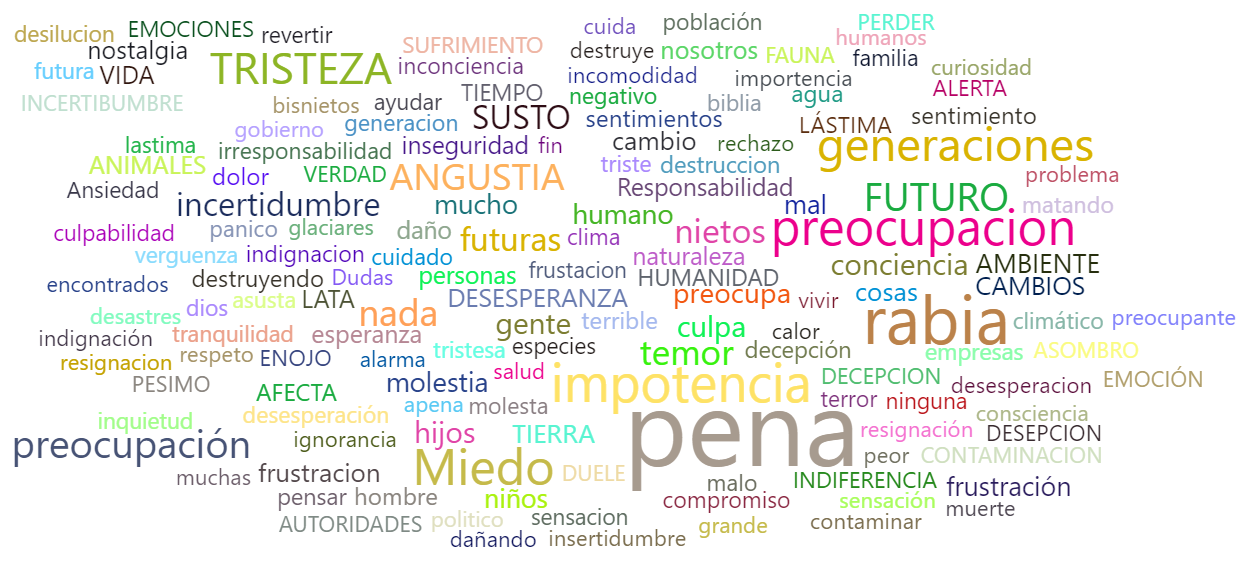 desilucion EMOCIONES revertir cuida población PERDER
nostalgia SUFRIMIENTO destruye nosotros FAUNA humanos
futura VIDA TRISTEZA inconciencia incomodidad importancia familia curiosidad
INCERTIBUMBRE bisnietos ayudar TIEMPO negativo biblia agua ALERTA
gobierno generacion SUSTO sentimientos LÁSTIMA sentimiento
lastima irresponsabilidad inseguridad fin cambio rechazo generaciones
ANIMALES dolor VERDAD ANGUSTIA triste destruccion problema
Ansiedad incertidumbre mucho Responsabilidad mal FUTURO matando
culpabilidad panico glaciares daño futuras humano clima nietos preocupacion
verguenza indignacion cuidado naturaleza conciencia AMBIENTE
encontrados destruyendo Dudas personas frustacion HUMANIDAD cosas CAMBIOS
desastres dios asusta LATA nada DESESPERANZA preocupa vivir rabia climático preocupante
indignación tranquilidad esperanza gente terrible culpa calor
resignacion respeto ENOJO alarma tristesa especies temor decepción empresas ASOMBRO
PESIMO AFECTA molestia salud impotencia DECEPCION desesperacion EMOCIÓN
inquietud desesperación apena molesta pena terror ninguna consciencia
preocupación ignorancia hijos TIERRA resignación DESEPCION
muchas frustracion Miedo DUELE malo peor CONTAMINACION
pensar hombre niños compromiso INDIFERENCIA sensación frustración
AUTORIDADES politico sensacion grande contaminar muerte
dañando insertidumbre